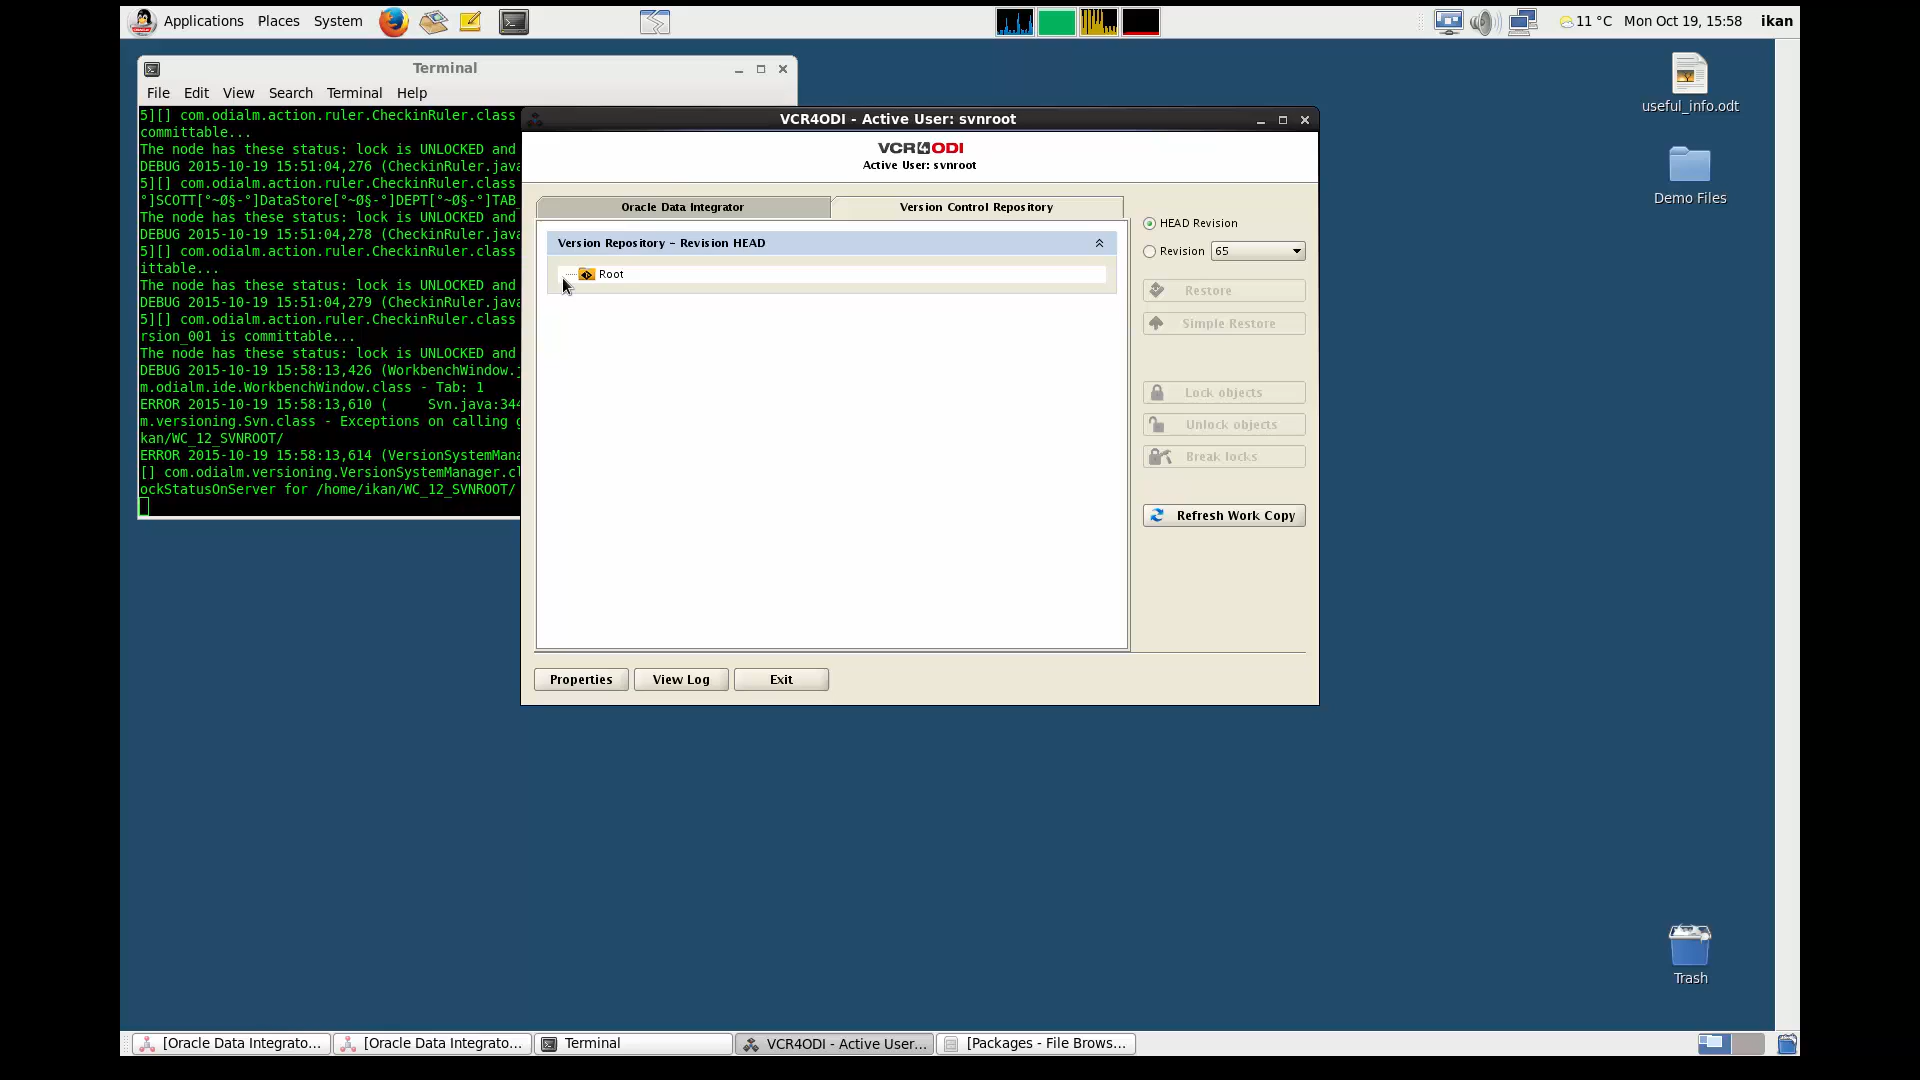 Applications Places System
11 °C Mon Oct 19, 15:58 ikan
Terminal
File Edit View Search Terminal Help
5][] com.odialm.action.ruler.CheckinRuler.class
committable...
The node has these status: lock is UNLOCKED and
DEBUG 2015-10-19 15:51:04,276 (CheckinRuler.java
5][] com.odialm.action.ruler.CheckinRuler.class
°]SCOTT[°~Ø§-°]DataStore[°~Ø§-°]DEPT[°~Ø§-°]TAB_
The node has these status: lock is UNLOCKED and
DEBUG 2015-10-19 15:51:04,278 (CheckinRuler.java
5][] com.odialm.action.ruler.CheckinRuler.class
ittable...
The node has these status: lock is UNLOCKED and
DEBUG 2015-10-19 15:51:04,279 (CheckinRuler.java
5][] com.odialm.action.ruler.CheckinRuler.class
rsion_001 is committable...
The node has these status: lock is UNLOCKED and
DEBUG 2015-10-19 15:58:13,426 (WorkbenchWindow.j
m.odialm.ide.WorkbenchWindow.class - Tab: 1
ERROR 2015-10-19 15:58:13,610 ( Svn.java:344
m.versioning.Svn.class - Exceptions on calling g
kan/WC_12_SVNROOT/
ERROR 2015-10-19 15:58:13,614 (VersionSystemMana
[] com.odialm.versioning.VersionSystemManager.cl
ockStatusOnServer for /home/ikan/WC_12_SVNROOT/
VCR4ODI - Active User: svnroot
VCR4ODI
Active User: svnroot
Oracle Data Integrator
Version Control Repository
Version Repository - Revision HEAD
Root
HEAD Revision
Revision 65
Restore
Simple Restore
Lock objects
Unlock objects
Break locks
Refresh Work Copy
Properties View Log Exit
useful_info.odt
Demo Files
Trash
[Oracle Data Integrato... [Oracle Data Integrato... Terminal VCR4ODI - Active User... [Packages - File Brows...